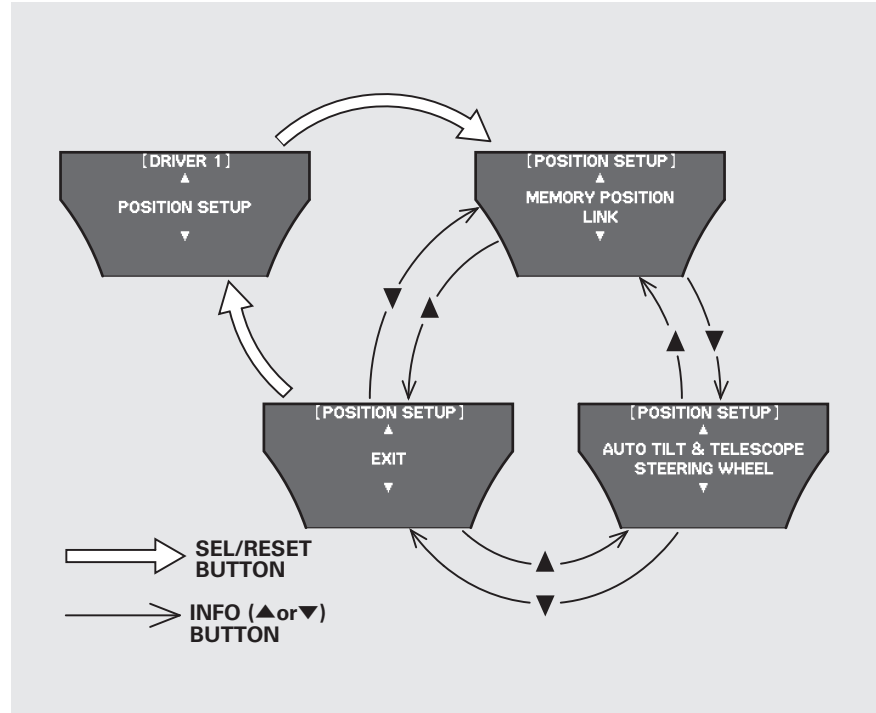 [DRIVER 1]
▲
POSITION SETUP
▼
[POSITION SETUP]
▲
MEMORY POSITION
LINK
▼
▼
▲
▲
▼
[POSITION SETUP]
▲
EXIT
▼
[POSITION SETUP]
▲
AUTO TILT & TELESCOPE
STEERING WHEEL
▼
▲
▼
SEL/RESET
BUTTON
INFO (▲or▼)
BUTTON